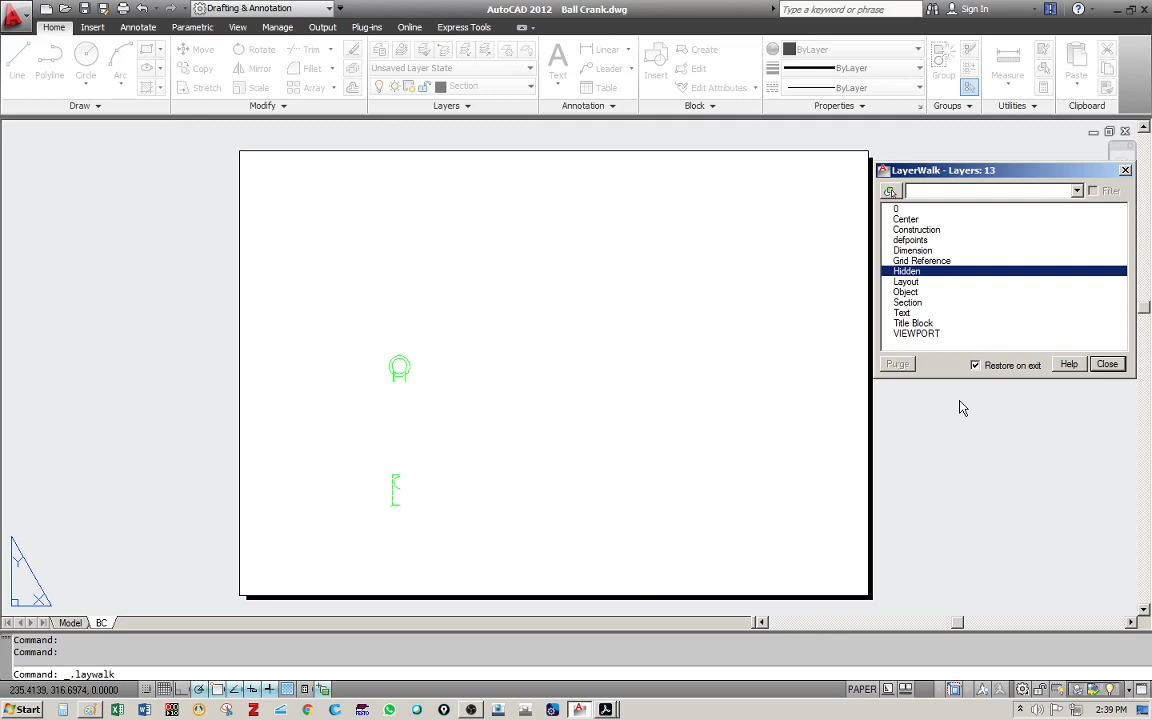 Drafting & Annotation
AutoCAD 2012 Ball Crank.dwg
Type a keyword or phrase
Sign In
Home Insert Annotate Parametric View Manage Output Plug-ins Online Express Tools
Line Polyline Circle Arc
Move Rotate Trim
Copy Mirror Fillet
Stretch Scale Array
Unsaved Layer State
Section
Text
Linear
Leader
Table
Insert
Create
Edit
Edit Attributes
ByLayer
ByLayer
ByLayer
Group
Measure
Paste
Draw Modify Layers Annotation Block Properties Groups Utilities Clipboard
LayerWalk - Layers: 13
Filter
0
Center
Construction
defpoints
Dimension
Grid Reference
Hidden
Layout
Object
Section
Text
Title Block
VIEWPORT
Purge Restore on exit Help Close
Y
X
Model BC
Command:
Command:
Command: _.laywalk
235.4139, 316.6974, 0.0000
PAPER
Start
2:39 PM